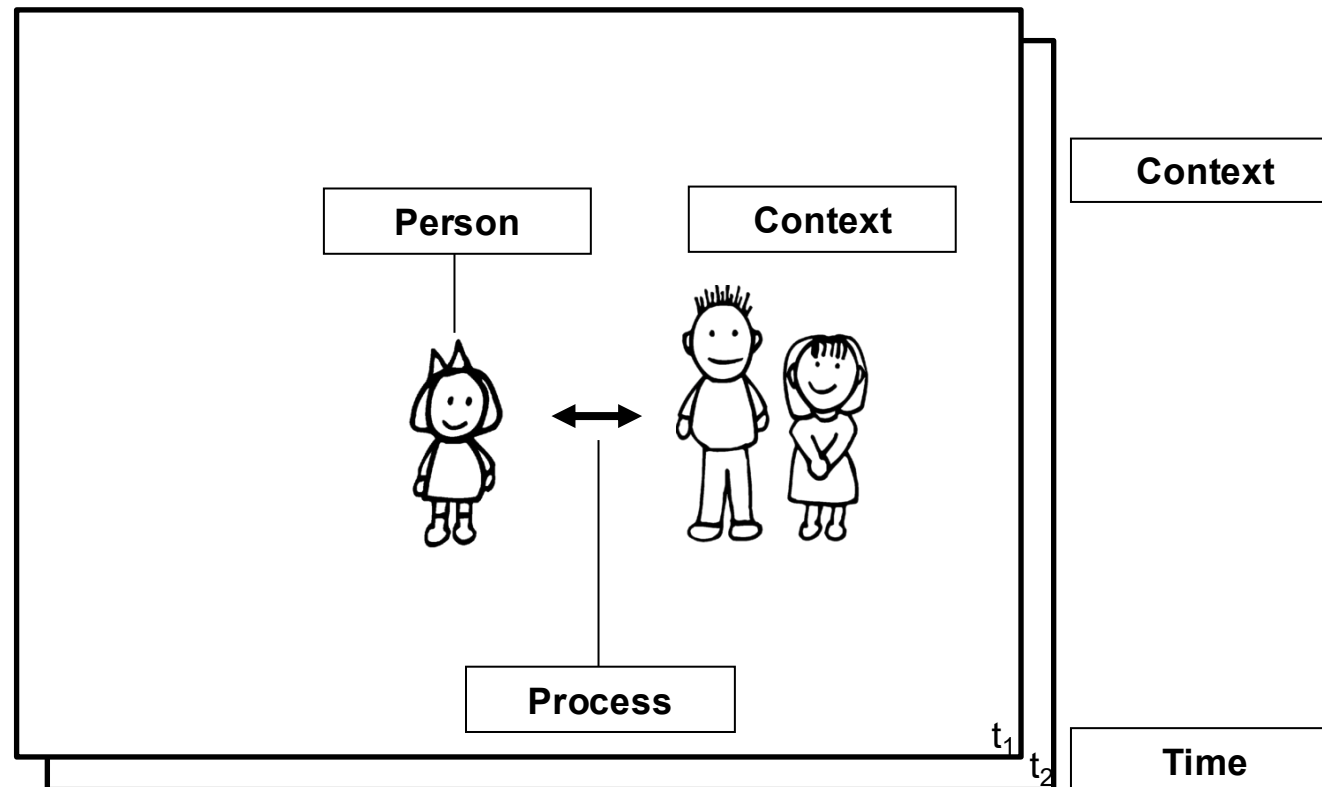 Context
Person
Context
Process
t₁
t₂
Time